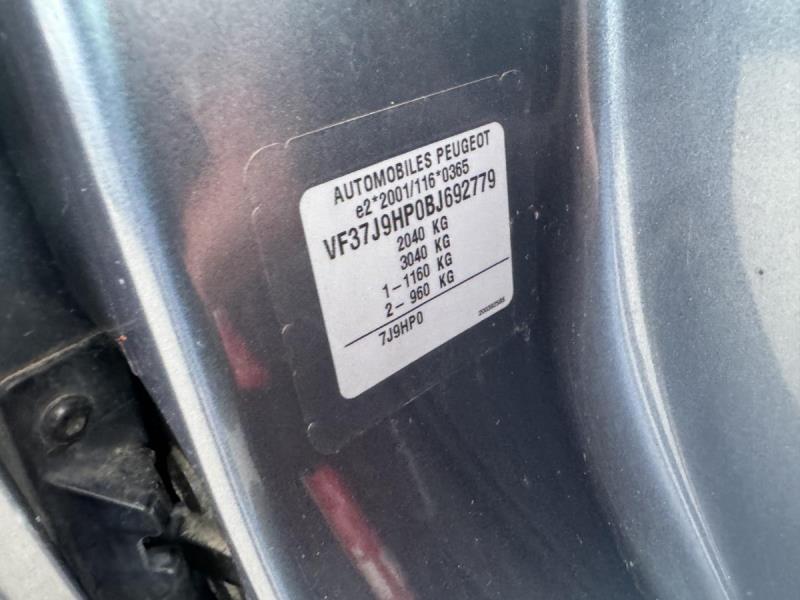 AUTOMOBILES PEUGEOT
e2*2001/116*0365
VF37J9HP0BJ692779
2040 KG
3040 KG
1-1160 KG
2- 960 KG
7J9HP0